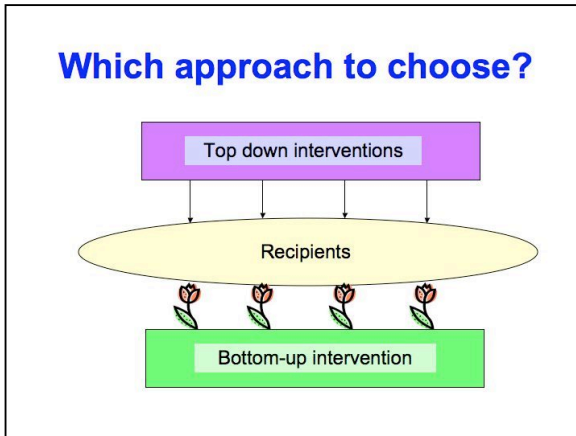 Which approach to choose?
Top down interventions
Recipients
Bottom-up intervention